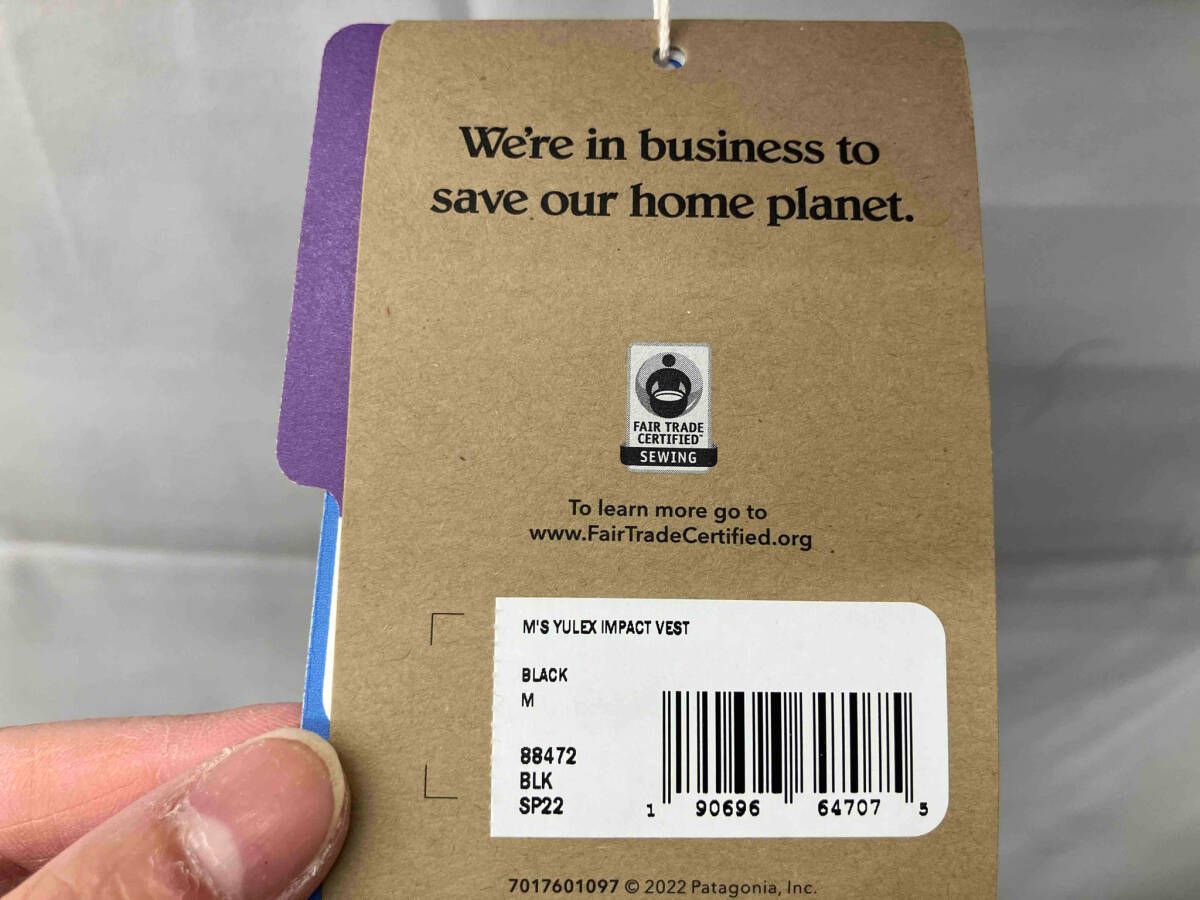 We're in business to
save our home planet.
FAIR TRADE
CERTIFIED™
SEWING
To learn more go to
www.FairTradeCertified.org
M'S YULEX IMPACT VEST
BLACK
M
88472
BLK
SP22
1 90696 64707 5
7017601097 © 2022 Patagonia, Inc.